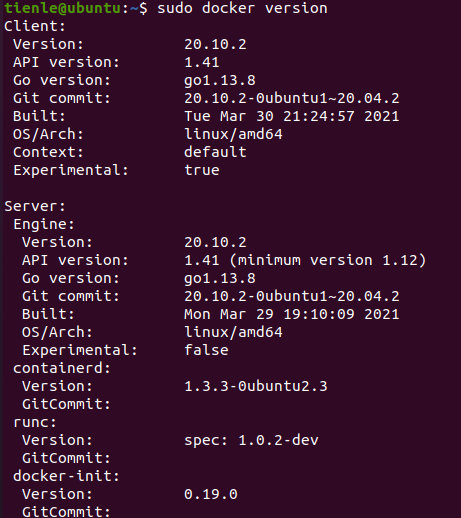 tienle@ubuntu:~$ sudo docker version
Client:
 Version:           20.10.2
 API version:       1.41
 Go version:        go1.13.8
 Git commit:        20.10.2-0ubuntu1~20.04.2
 Built:             Tue Mar 30 21:24:57 2021
 OS/Arch:           linux/amd64
 Context:           default
 Experimental:      true

Server:
 Engine:
  Version:          20.10.2
  API version:      1.41 (minimum version 1.12)
  Go version:       go1.13.8
  Git commit:       20.10.2-0ubuntu1~20.04.2
  Built:            Mon Mar 29 19:10:09 2021
  OS/Arch:          linux/amd64
  Experimental:     false
 containerd:
  Version:          1.3.3-0ubuntu2.3
  GitCommit:
 runc:
  Version:          spec: 1.0.2-dev
  GitCommit:
 docker-init:
  Version:          0.19.0
  GitCommit: